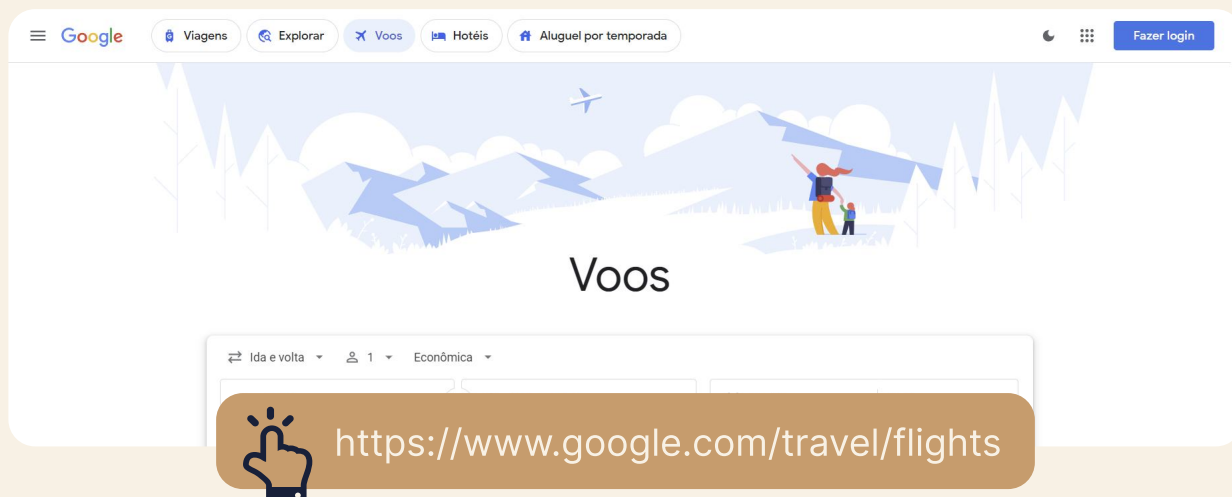 Google Viagens Explorar Voos Hotéis Aluguel por temporada Fazer login
Voos
Ida e volta 1 Econômica
https://www.google.com/travel/flights